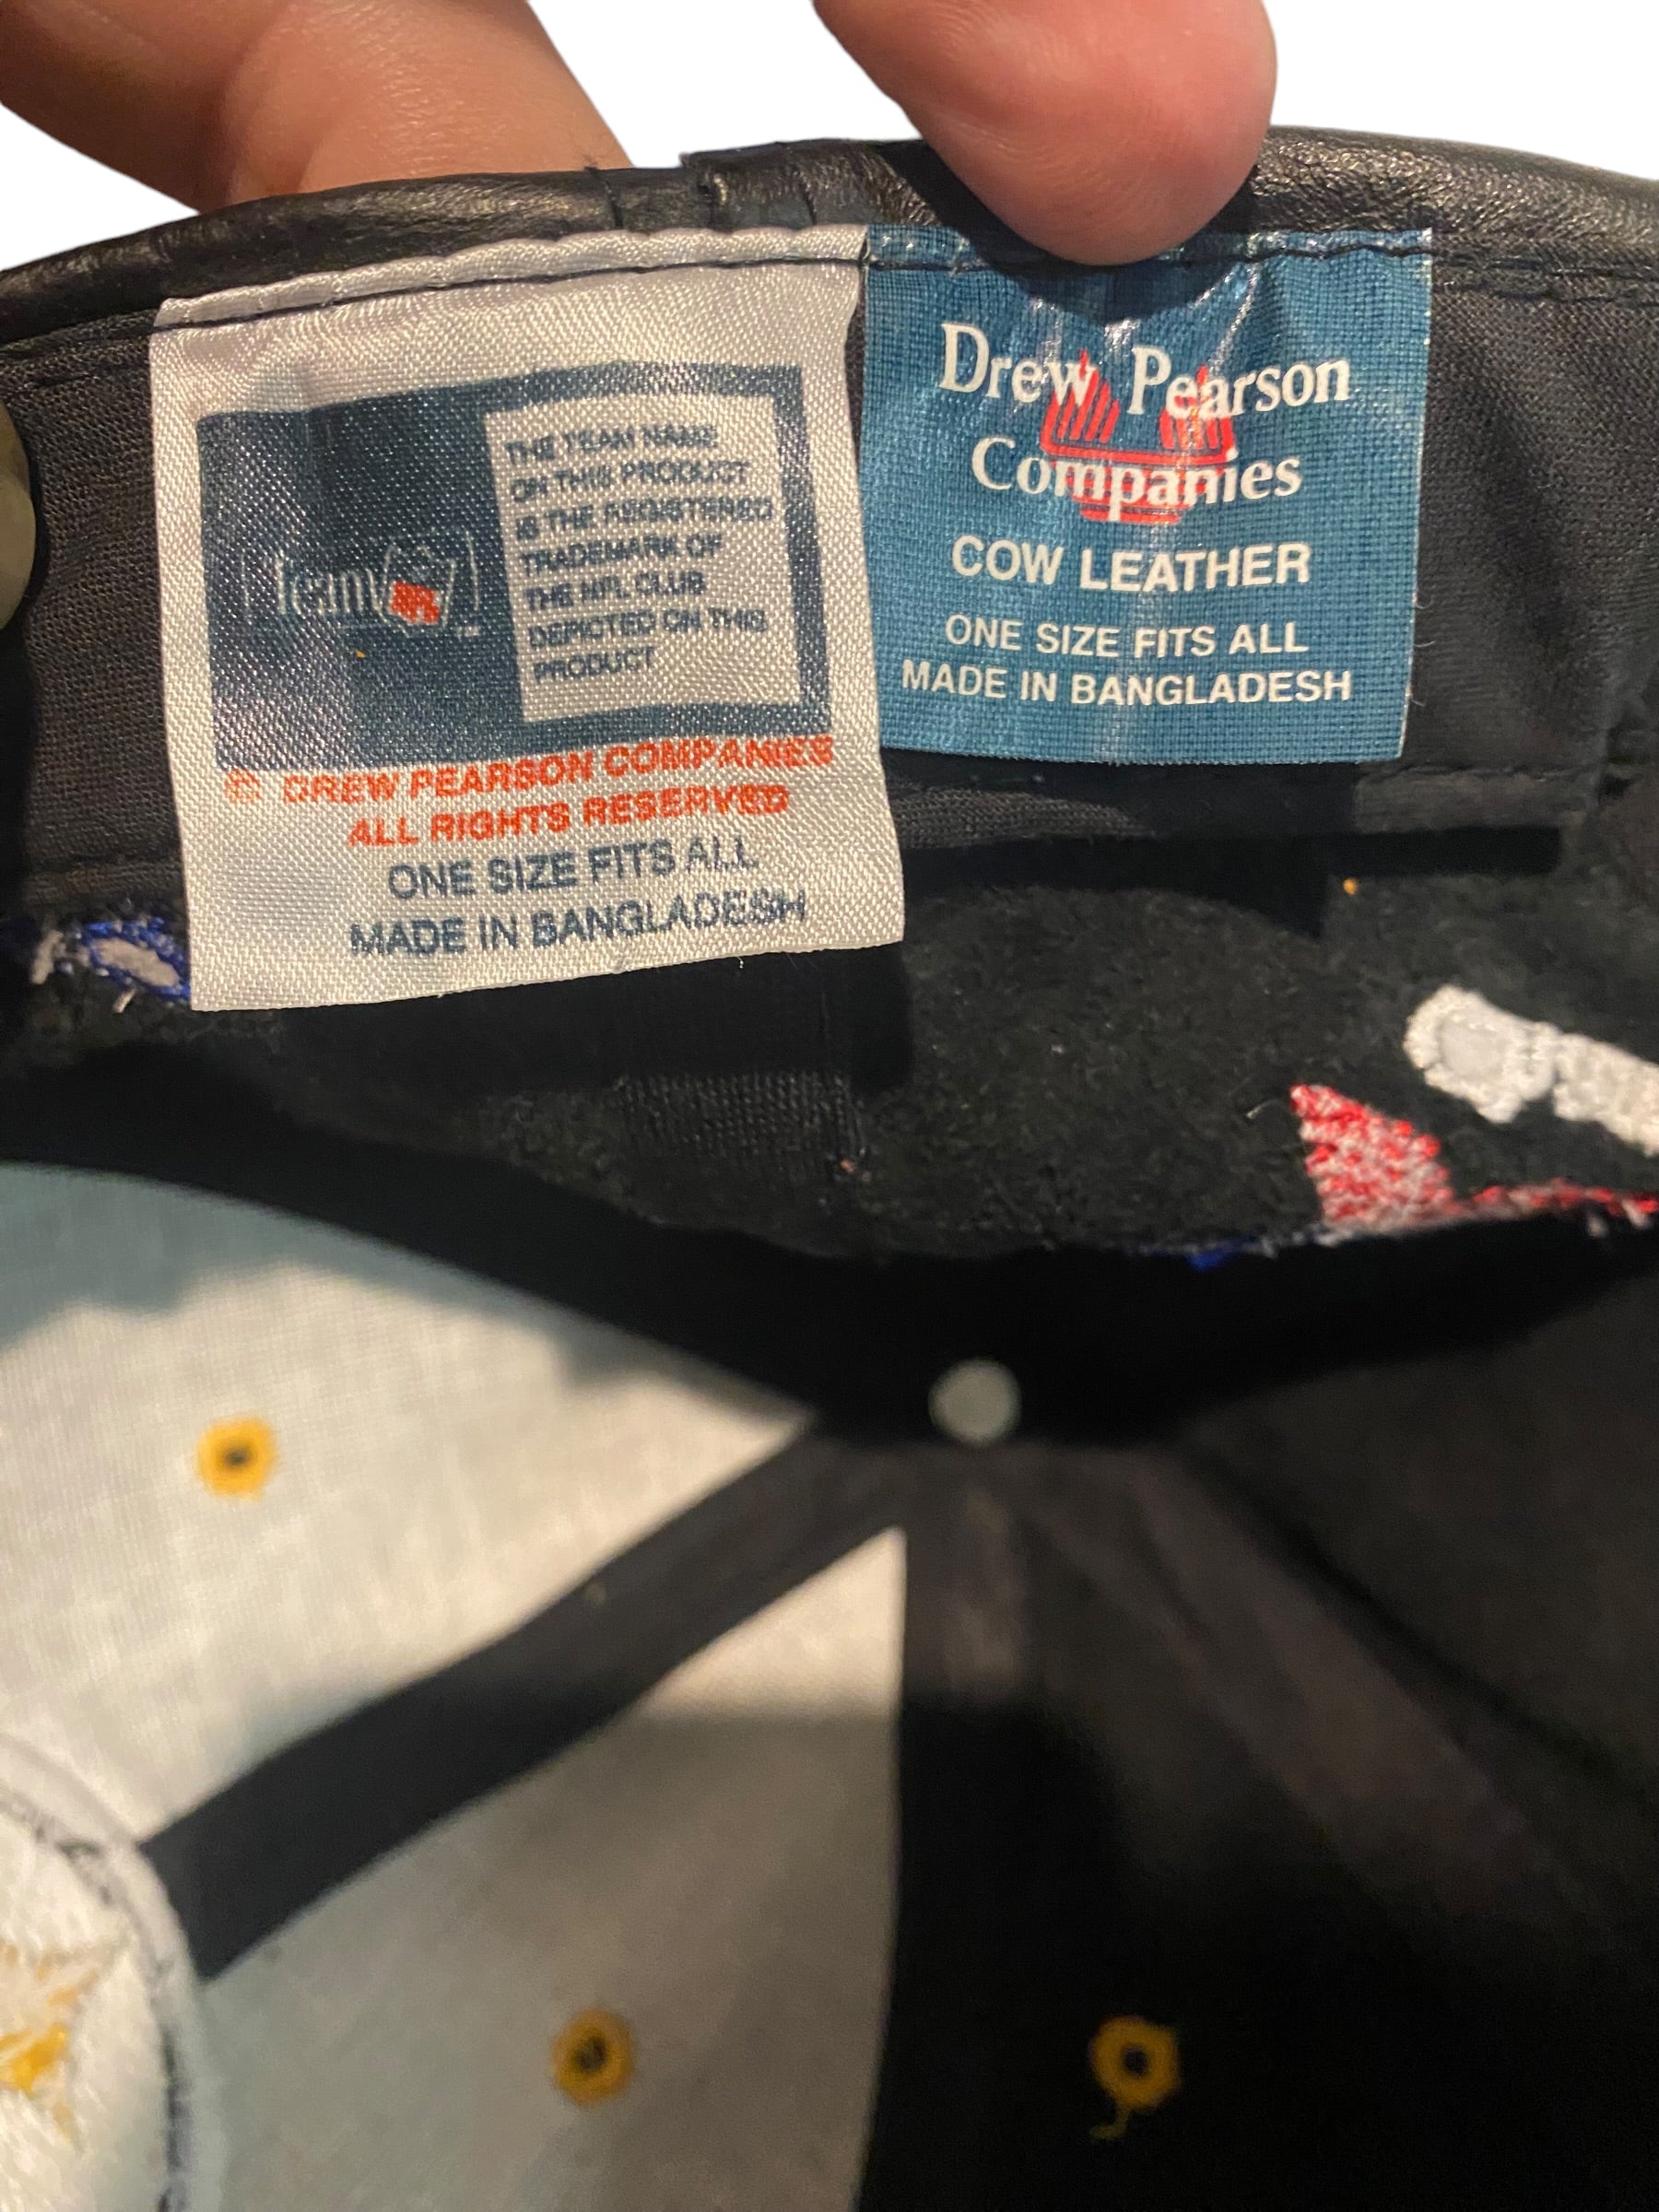 Team NFL ™
THE TEAM NAME
ON THIS PRODUCT
IS THE REGISTERED
TRADEMARK OF
THE NFL CLUB
DEPICTED ON THIS
PRODUCT
© DREW PEARSON COMPANIES
ALL RIGHTS RESERVED
ONE SIZE FITS ALL
MADE IN BANGLADESH
Drew Pearson
Companies
COW LEATHER
ONE SIZE FITS ALL
MADE IN BANGLADESH